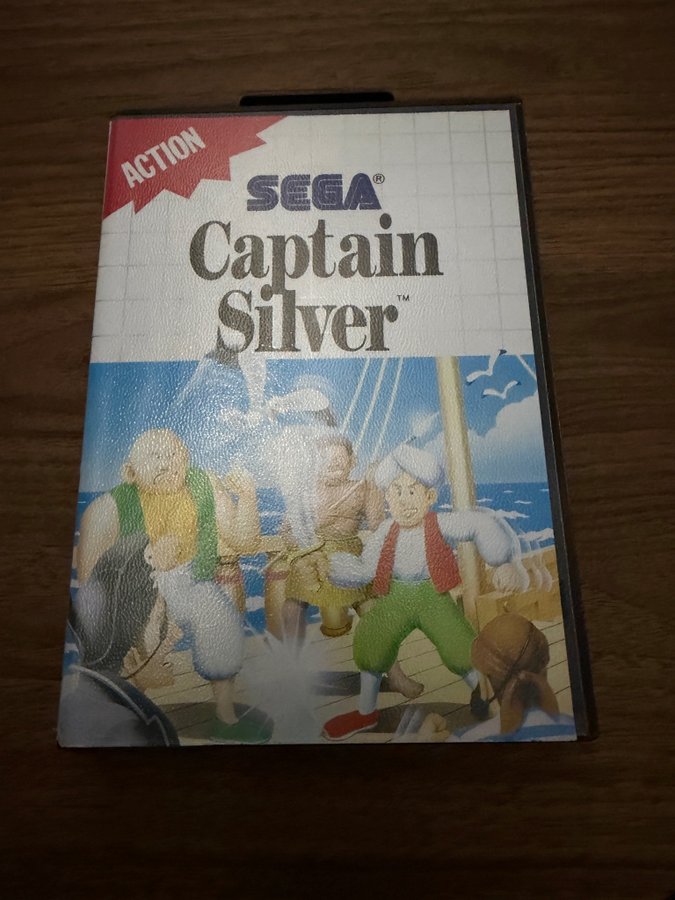 ACTION
SEGA®
Captain
Silver™